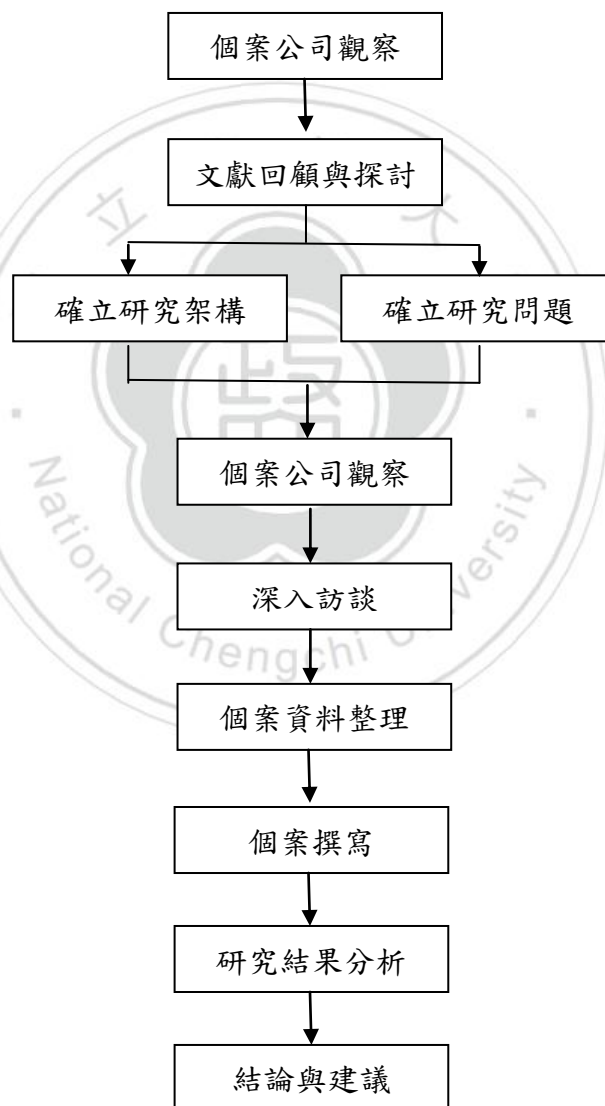 個案公司觀察
文獻回顧與探討
立
大
確立研究架構
確立研究問題
政
個案公司觀察
深入訪談
National Chengchi University
個案資料整理
個案撰寫
研究結果分析
結論與建議